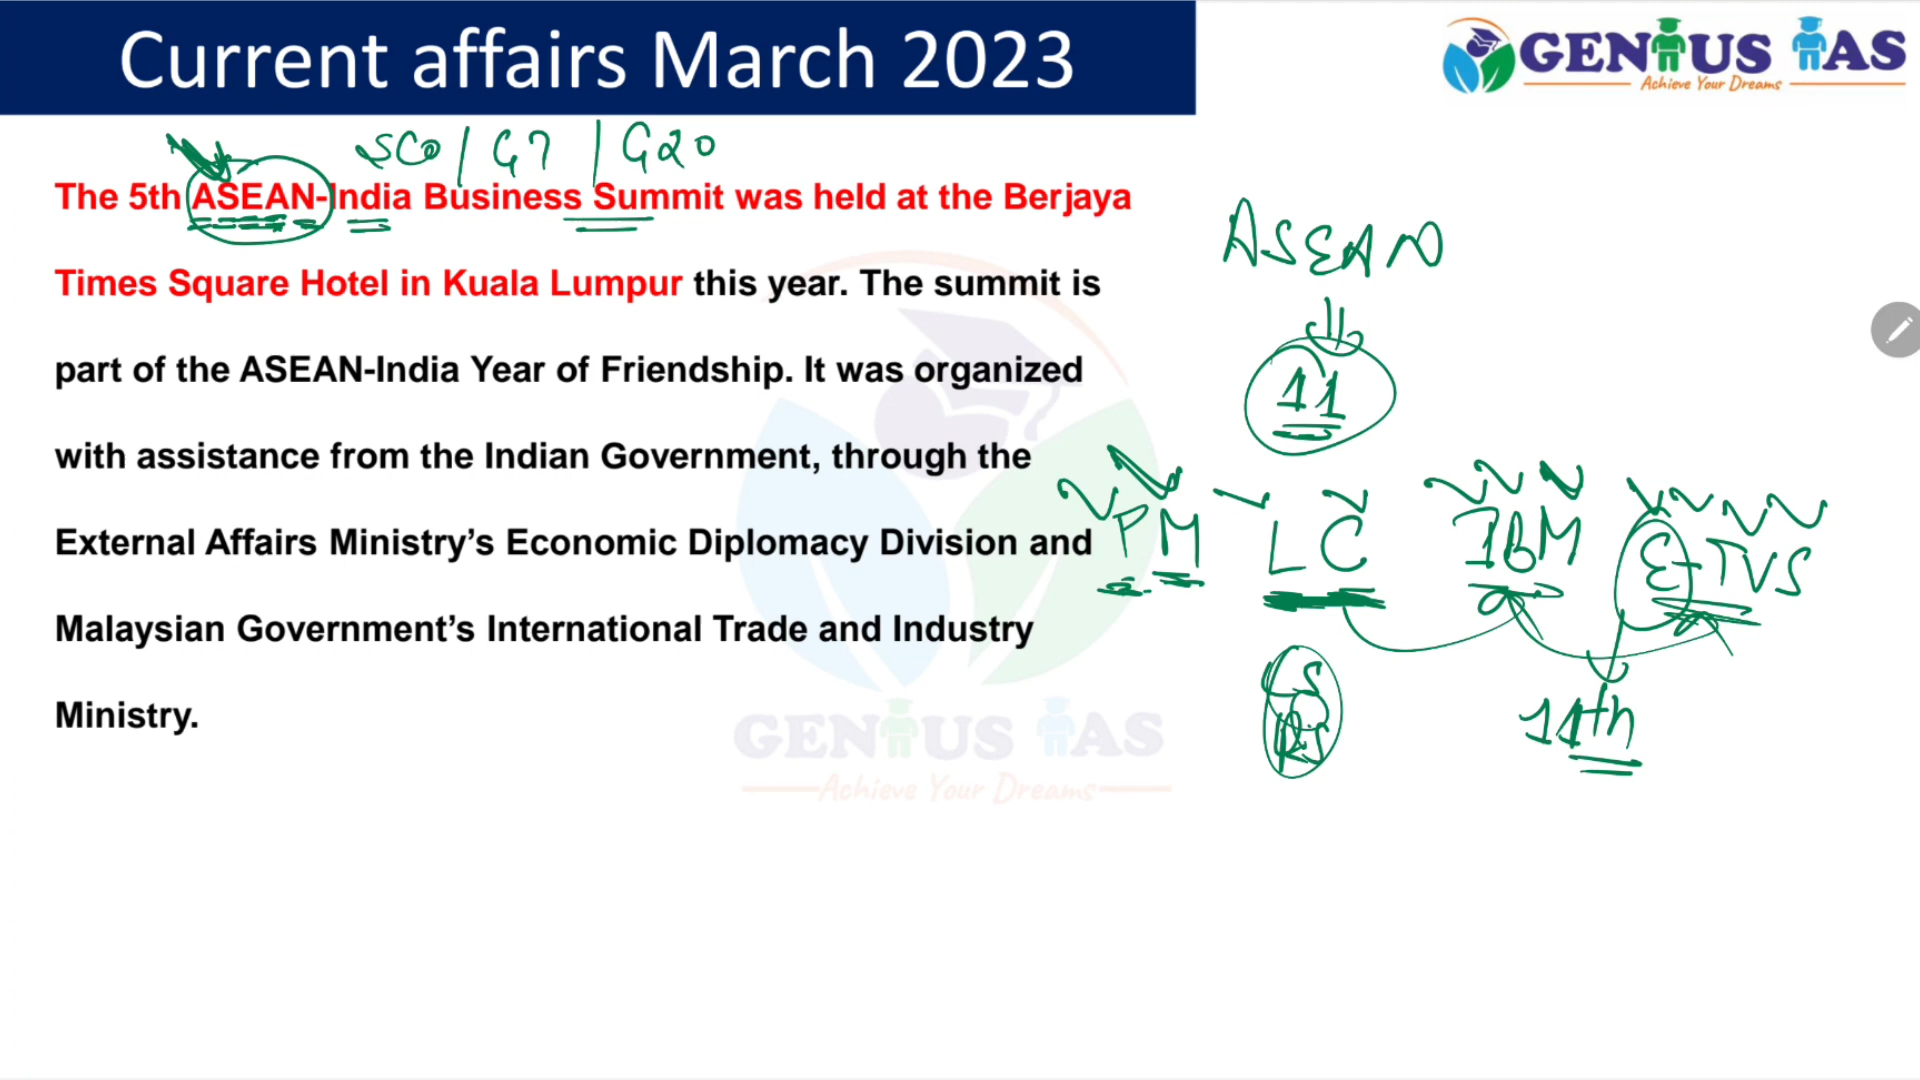 Current affairs March 2023
GENIUS IAS
Achieve Your Dreams
SCO | G7 | G20
The 5th ASEAN-India Business Summit was held at the Berjaya
Times Square Hotel in Kuala Lumpur this year. The summit is
part of the ASEAN-India Year of Friendship. It was organized
with assistance from the Indian Government, through the
External Affairs Ministry's Economic Diplomacy Division and
Malaysian Government's International Trade and Industry
Ministry.
ASEAN
11
PM LC IBM E-TVS
LS
RS
11th
GENIUS IAS
Achieve Your Dreams